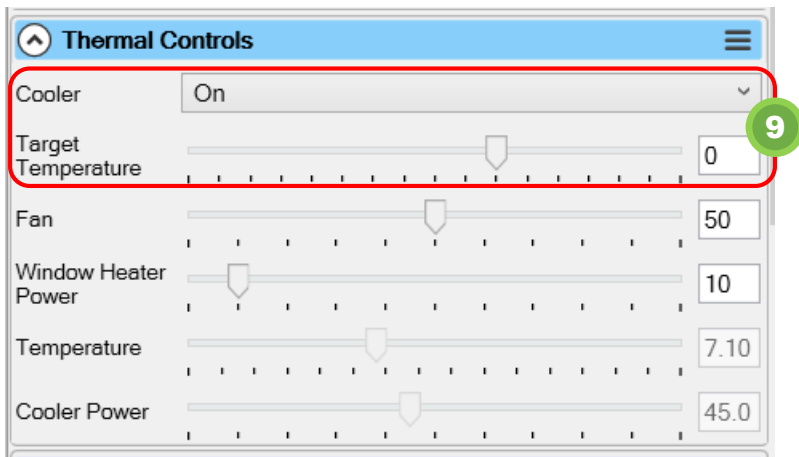 Thermal Controls
Cooler On
9
Target
Temperature 0
Fan 50
Window Heater
Power 10
Temperature 7.10
Cooler Power 45.0